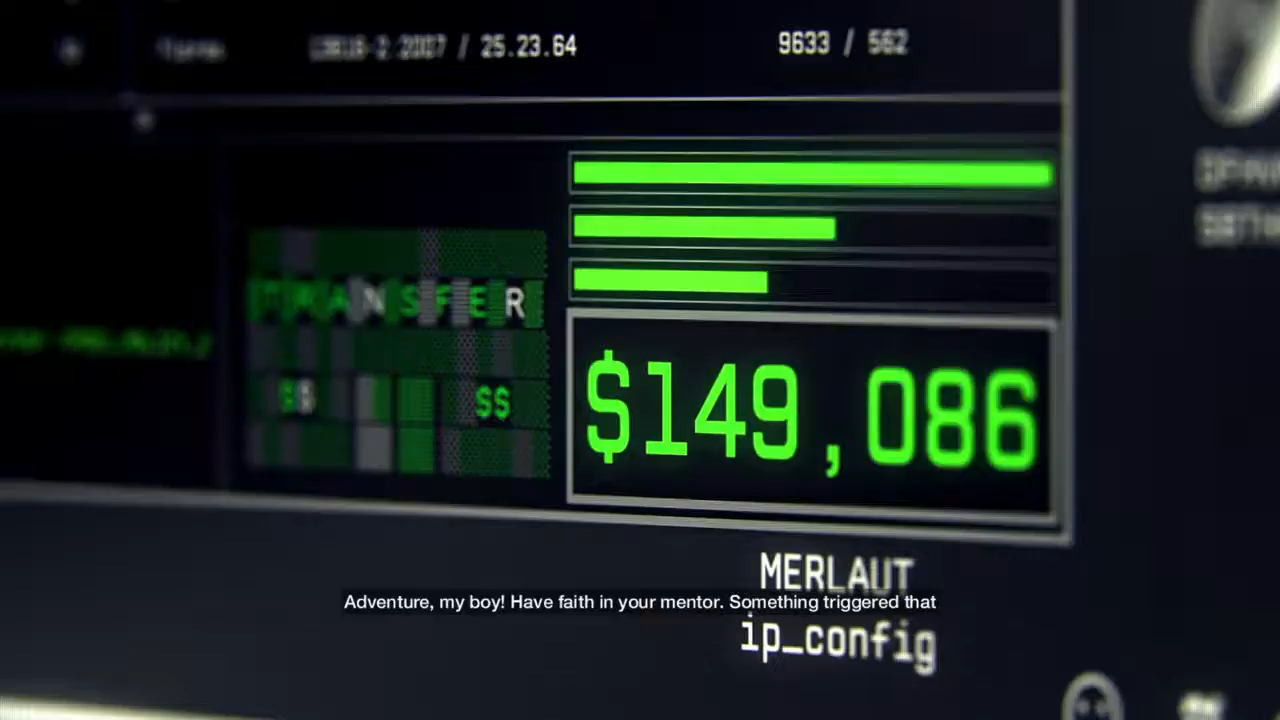 25.23.64
9633 / 562
TRANSFER
$$
$$
$149,086
MERLAUT
Adventure, my boy! Have faith in your mentor. Something triggered that
ip_config